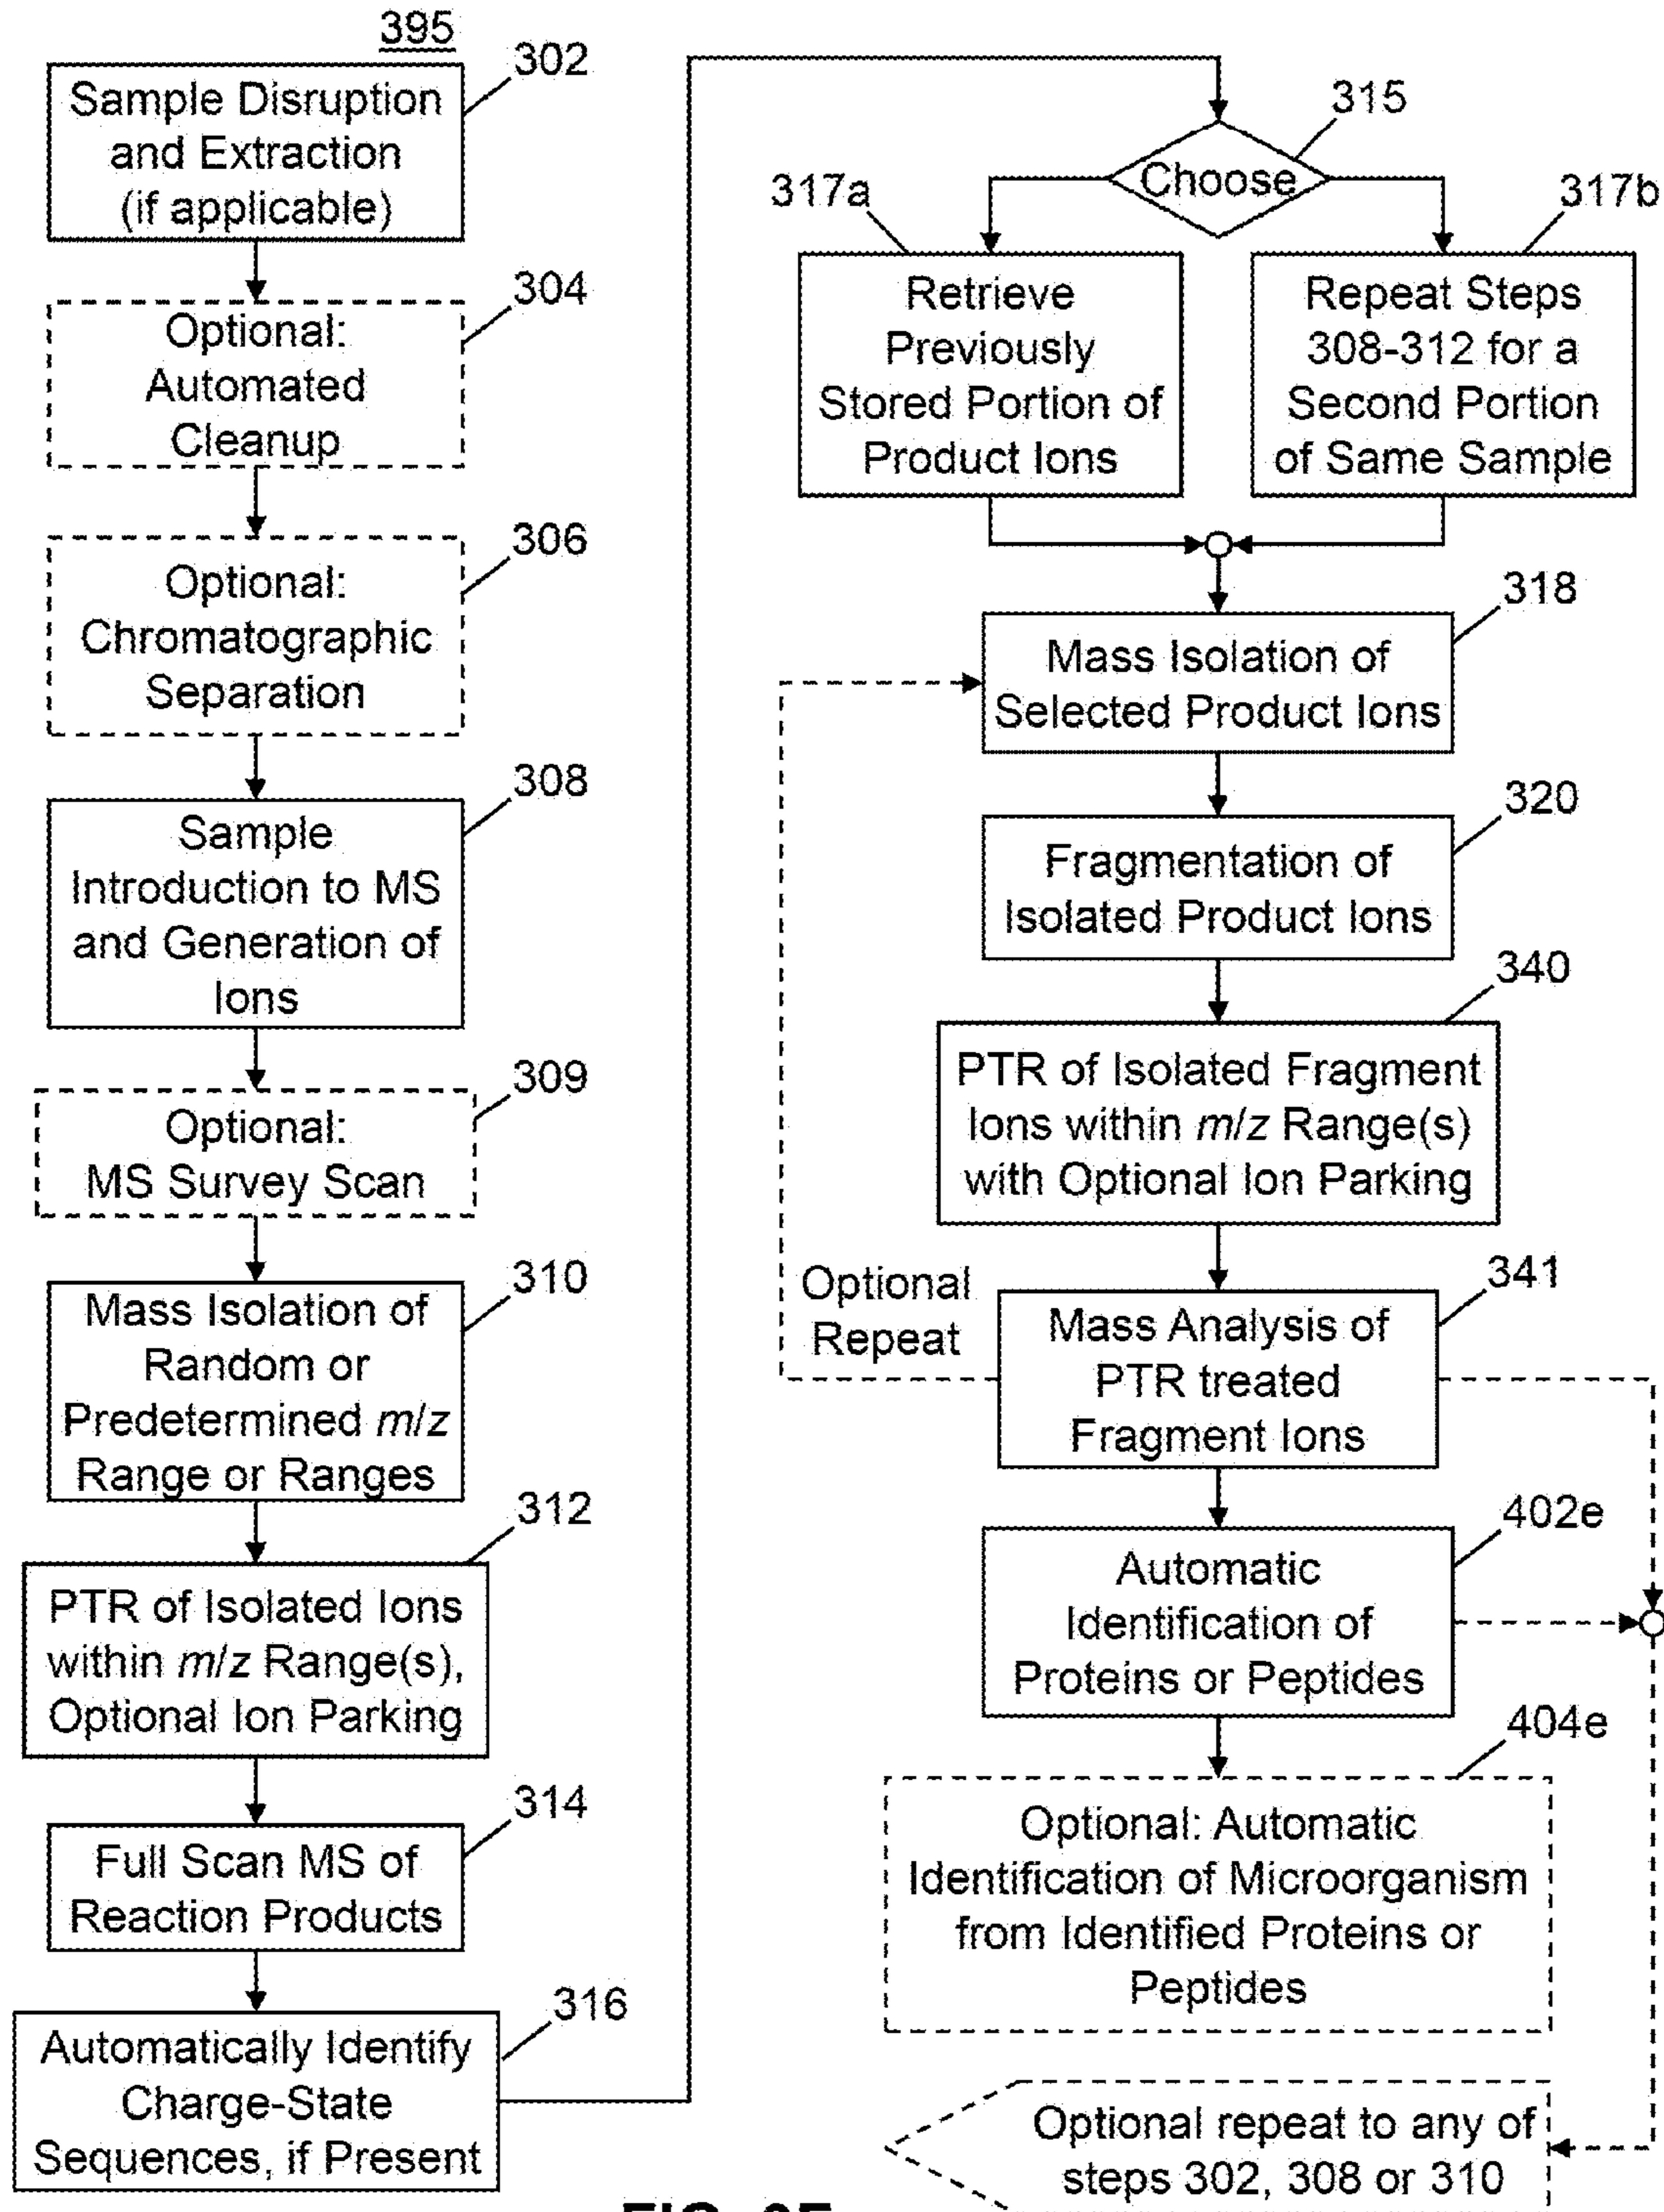 395
302
Sample Disruption
and Extraction
(if applicable)
304
Optional:
Automated
Cleanup
306
Optional:
Chromatographic
Separation
308
Sample
Introduction to MS
and Generation of
Ions
309
Optional:
MS Survey Scan
310
Mass Isolation of
Random or
Predetermined m/z
Range or Ranges
312
PTR of Isolated Ions
within m/z Range(s),
Optional Ion Parking
314
Full Scan MS of
Reaction Products
316
Automatically Identify
Charge-State
Sequences, if Present
315
Choose
317a
Retrieve
Previously
Stored Portion of
Product Ions
317b
Repeat Steps
308-312 for a
Second Portion
of Same Sample
318
Mass Isolation of
Selected Product Ions
320
Fragmentation of
Isolated Product Ions
340
PTR of Isolated Fragment
Ions within m/z Range(s)
with Optional Ion Parking
Optional
Repeat
341
Mass Analysis of
PTR treated
Fragment Ions
402e
Automatic
Identification of
Proteins or Peptides
404e
Optional: Automatic
Identification of Microorganism
from Identified Proteins or
Peptides
Optional repeat to any of
steps 302, 308 or 310